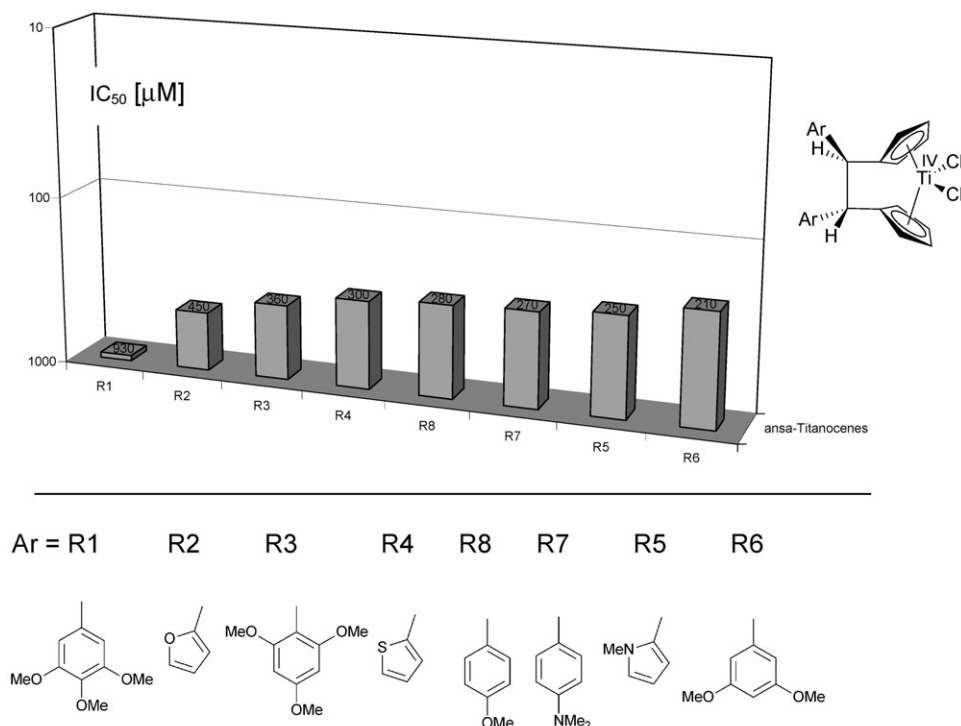 10
IC50 [µM]
100
1000
930
450
360
300
280
270
250
210
R1
R2
R3
R4
R8
R7
R5
R6
ansa-Titanocenes
Ar
H
IV
Ti
Cl
Cl
Ar
H
Ar = R1 R2 R3 R4 R8 R7 R5 R6
MeO
OMe
OMe
O
MeO
OMe
OMe
S
OMe
NMe2
MeN
MeO
OMe